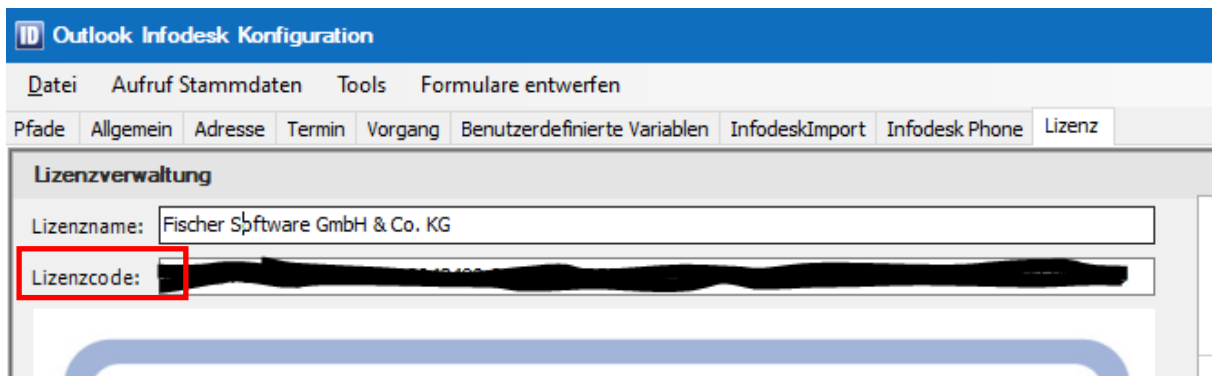 ID Outlook Infodesk Konfiguration
Datei Aufruf Stammdaten Tools Formulare entwerfen
Pfade Allgemein Adresse Termin Vorgang Benutzerdefinierte Variablen InfodeskImport Infodesk Phone Lizenz
Lizenzverwaltung
Lizenzname: Fischer Software GmbH & Co. KG
Lizenzcode: